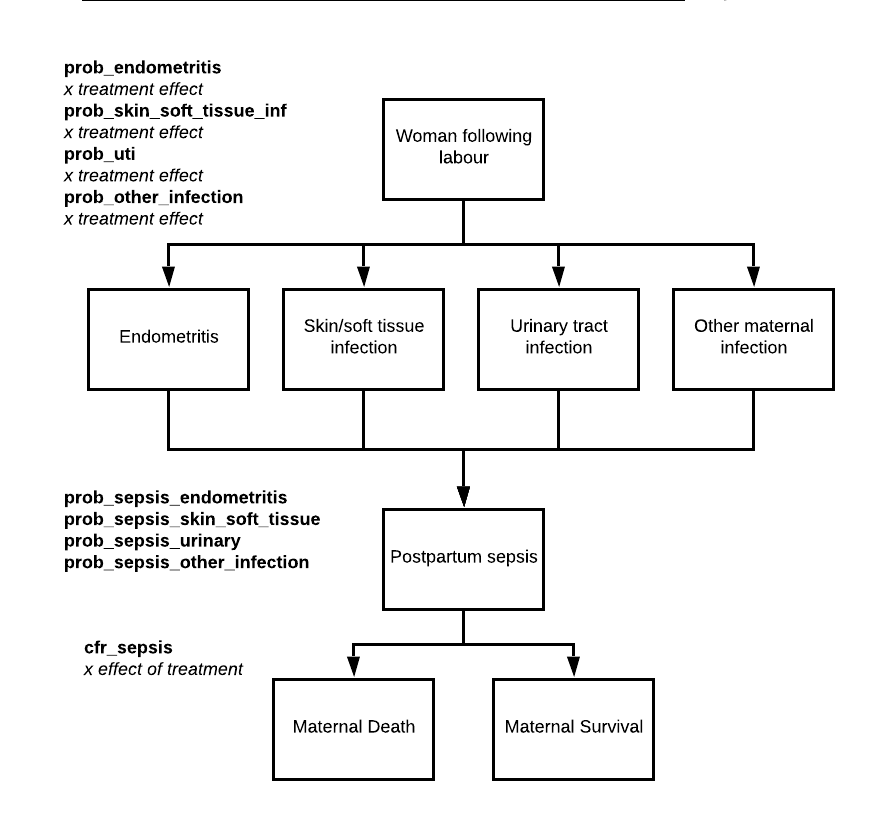 prob_endometritis
x treatment effect
prob_skin_soft_tissue_inf
x treatment effect
prob_uti
x treatment effect
prob_other_infection
x treatment effect
Woman following
labour
Endometritis
Skin/soft tissue
infection
Urinary tract
infection
Other maternal
infection
prob_sepsis_endometritis
prob_sepsis_skin_soft_tissue
prob_sepsis_urinary
prob_sepsis_other_infection
Postpartum sepsis
cfr_sepsis
x effect of treatment
Maternal Death
Maternal Survival